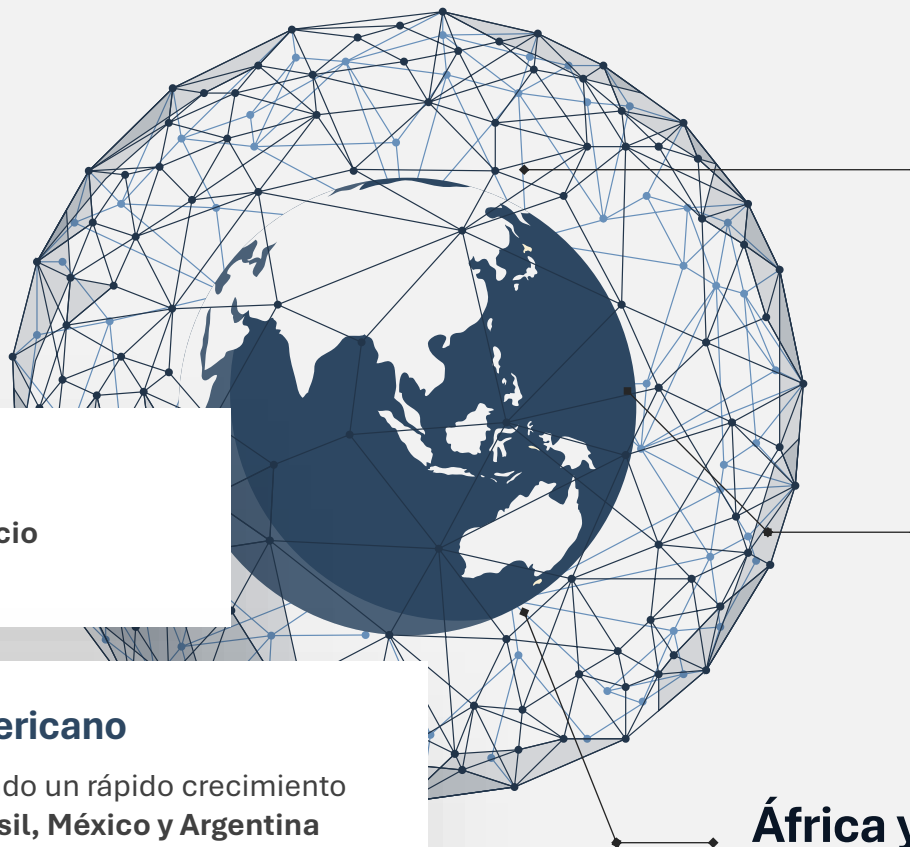 cio
ericano
do un rápido crecimiento
sil, México y Argentina
África y